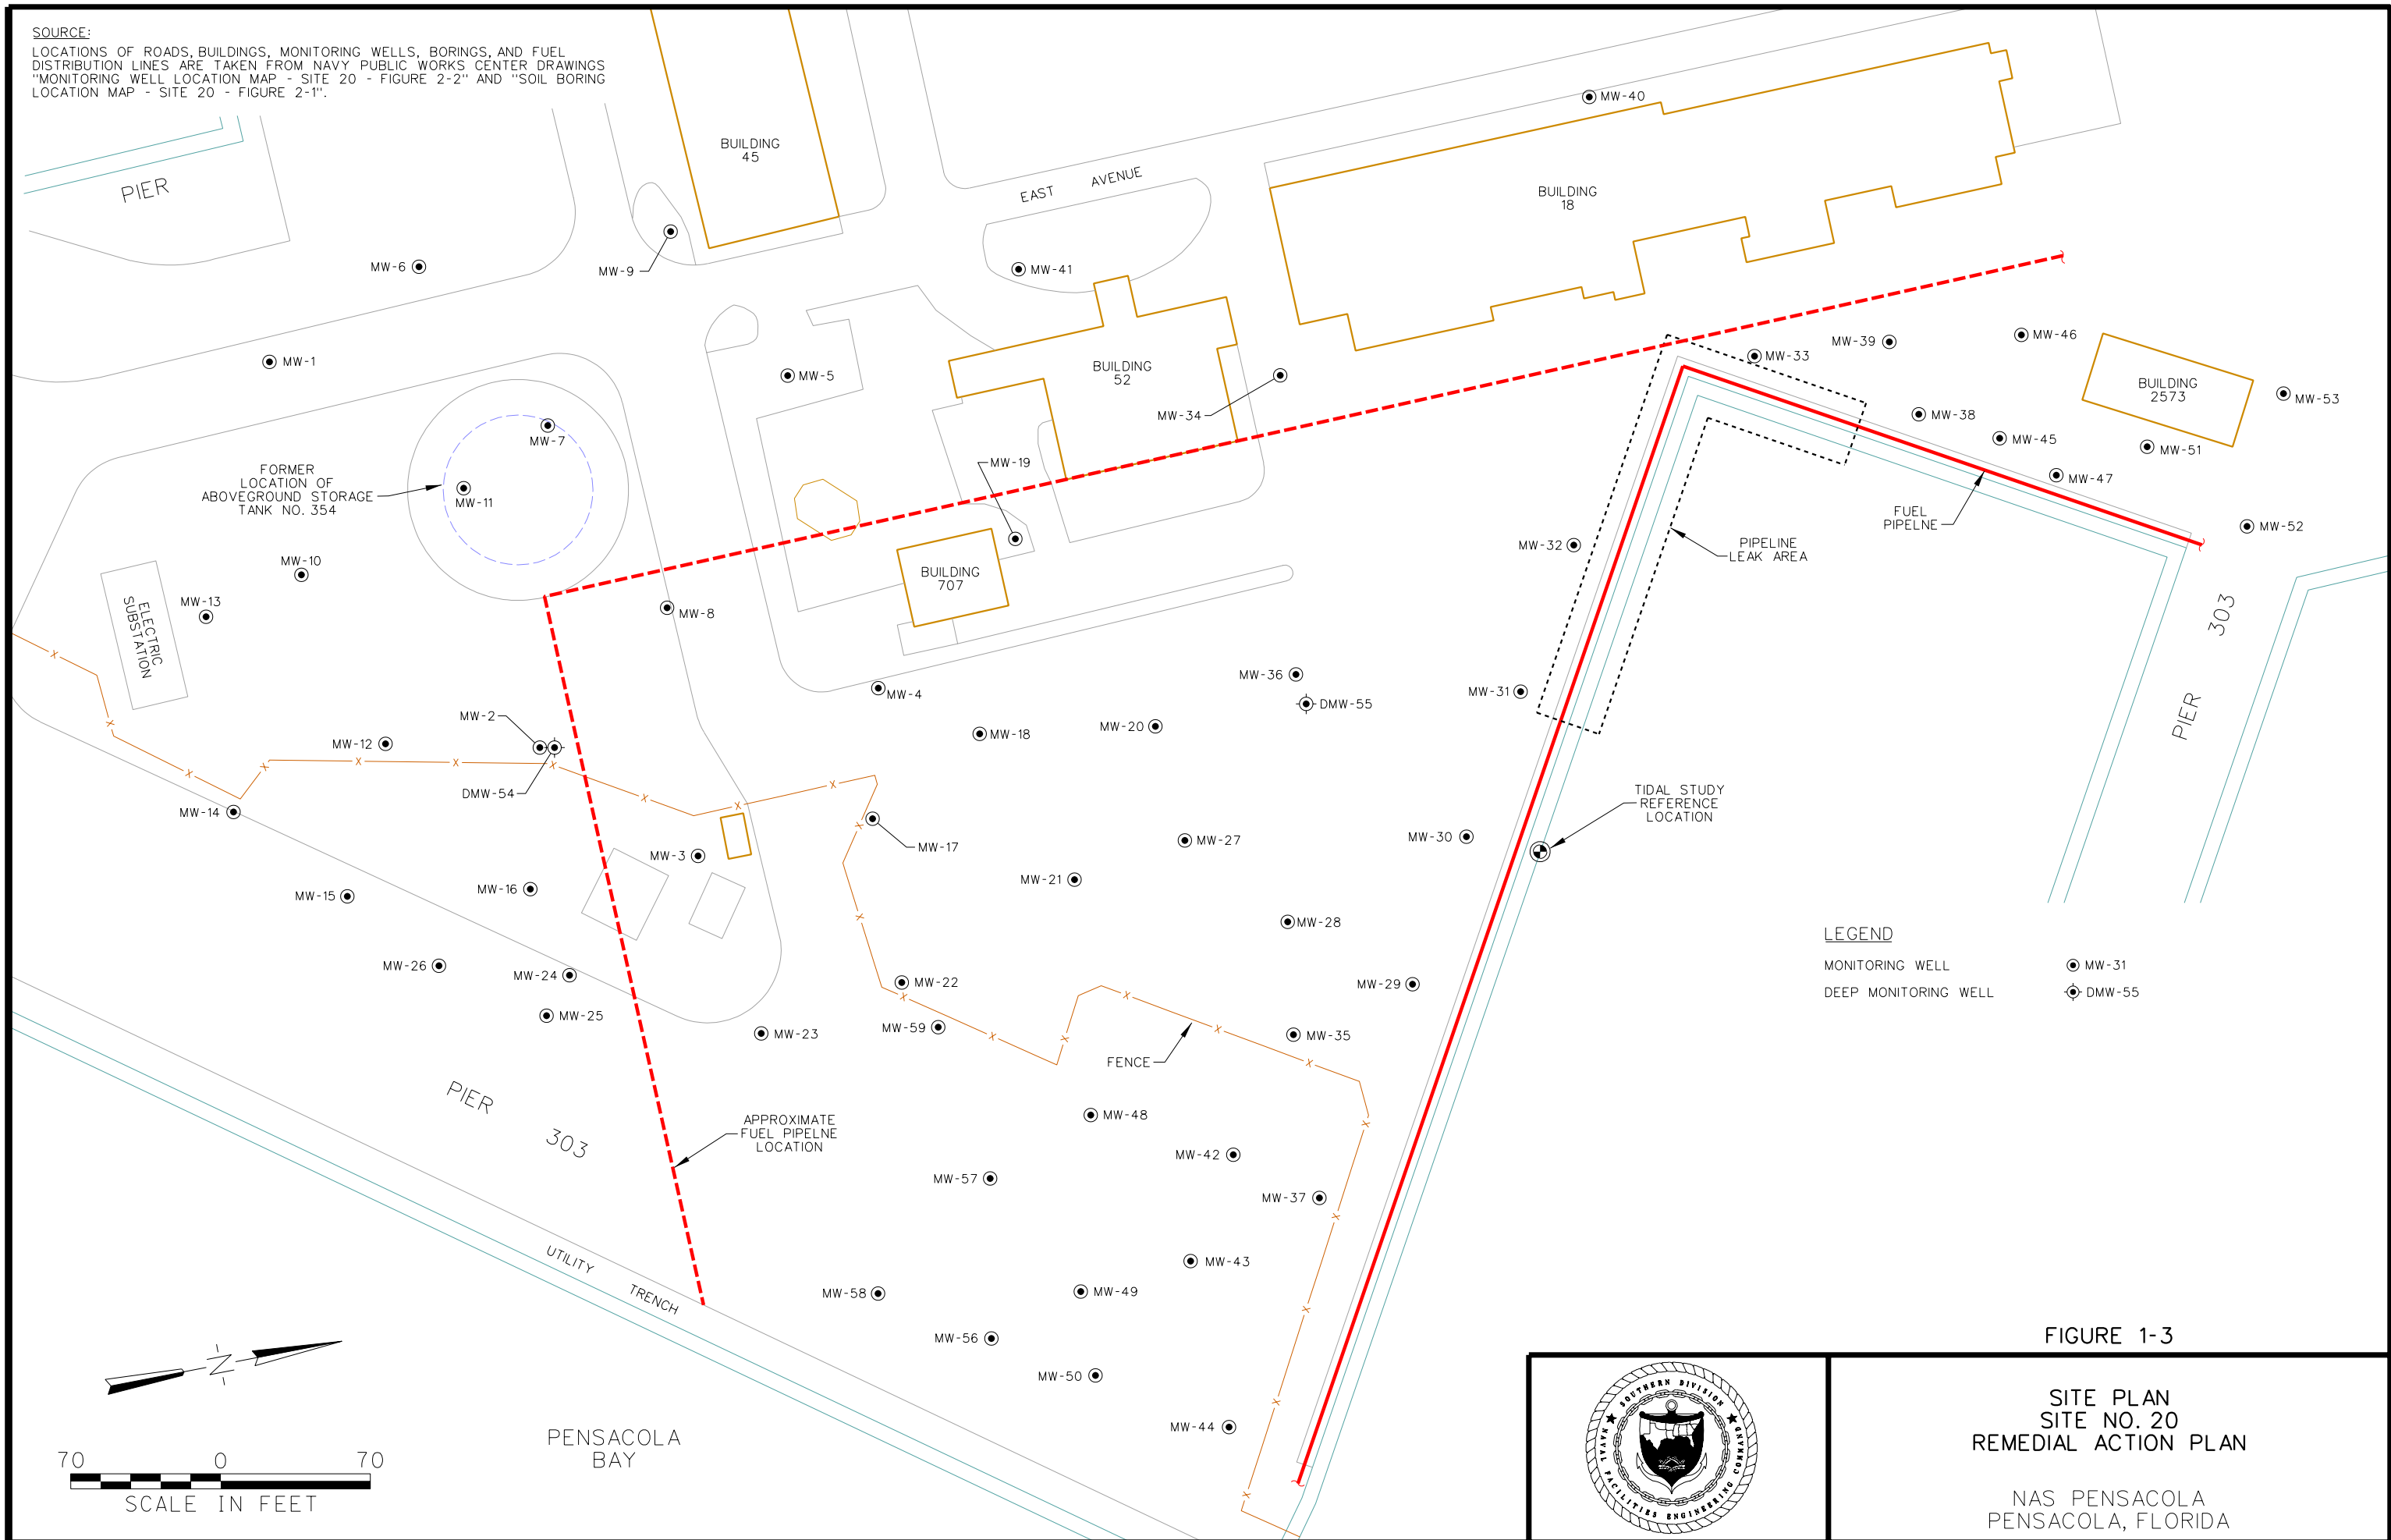 SOURCE:
LOCATIONS OF ROADS, BUILDINGS, MONITORING WELLS, BORINGS, AND FUEL
DISTRIBUTION LINES ARE TAKEN FROM NAVY PUBLIC WORKS CENTER DRAWINGS
"MONITORING WELL LOCATION MAP - SITE 20 - FIGURE 2-2" AND "SOIL BORING
LOCATION MAP - SITE 20 - FIGURE 2-1".
PIER
BUILDING
45
EAST AVENUE
MW-40
BUILDING
18
MW-6
MW-9
MW-41
MW-1
MW-5
BUILDING
52
MW-34
MW-33
MW-39
MW-46
BUILDING
2573
MW-53
MW-38
MW-45
MW-51
MW-47
MW-52
MW-7
FORMER
LOCATION OF
ABOVEGROUND STORAGE
TANK NO. 354
MW-11
MW-19
FUEL
PIPELNE
PIPELINE
LEAK AREA
MW-32
MW-10
MW-13
ELECTRIC
SUBSTATION
BUILDING
707
MW-8
303
PIER
MW-4
MW-36
DMW-55
MW-31
MW-2
MW-12
MW-18
MW-20
DMW-54
MW-14
TIDAL STUDY
REFERENCE
LOCATION
MW-17
MW-27
MW-30
MW-3
MW-21
MW-16
MW-15
MW-28
LEGEND
MONITORING WELL
MW-31
DEEP MONITORING WELL
DMW-55
MW-26
MW-24
MW-22
MW-29
MW-25
MW-23
MW-59
MW-35
FENCE
PIER
303
APPROXIMATE
FUEL PIPELNE
LOCATION
MW-48
MW-42
MW-57
MW-37
UTILITY TRENCH
MW-43
MW-58
MW-49
MW-56
MW-50
MW-44
N
70 0 70
SCALE IN FEET
PENSACOLA
BAY
FIGURE 1-3
SOUTHERN DIVISION
NAVAL FACILITIES ENGINEERING COMMAND
SITE PLAN
SITE NO. 20
REMEDIAL ACTION PLAN
NAS PENSACOLA
PENSACOLA, FLORIDA